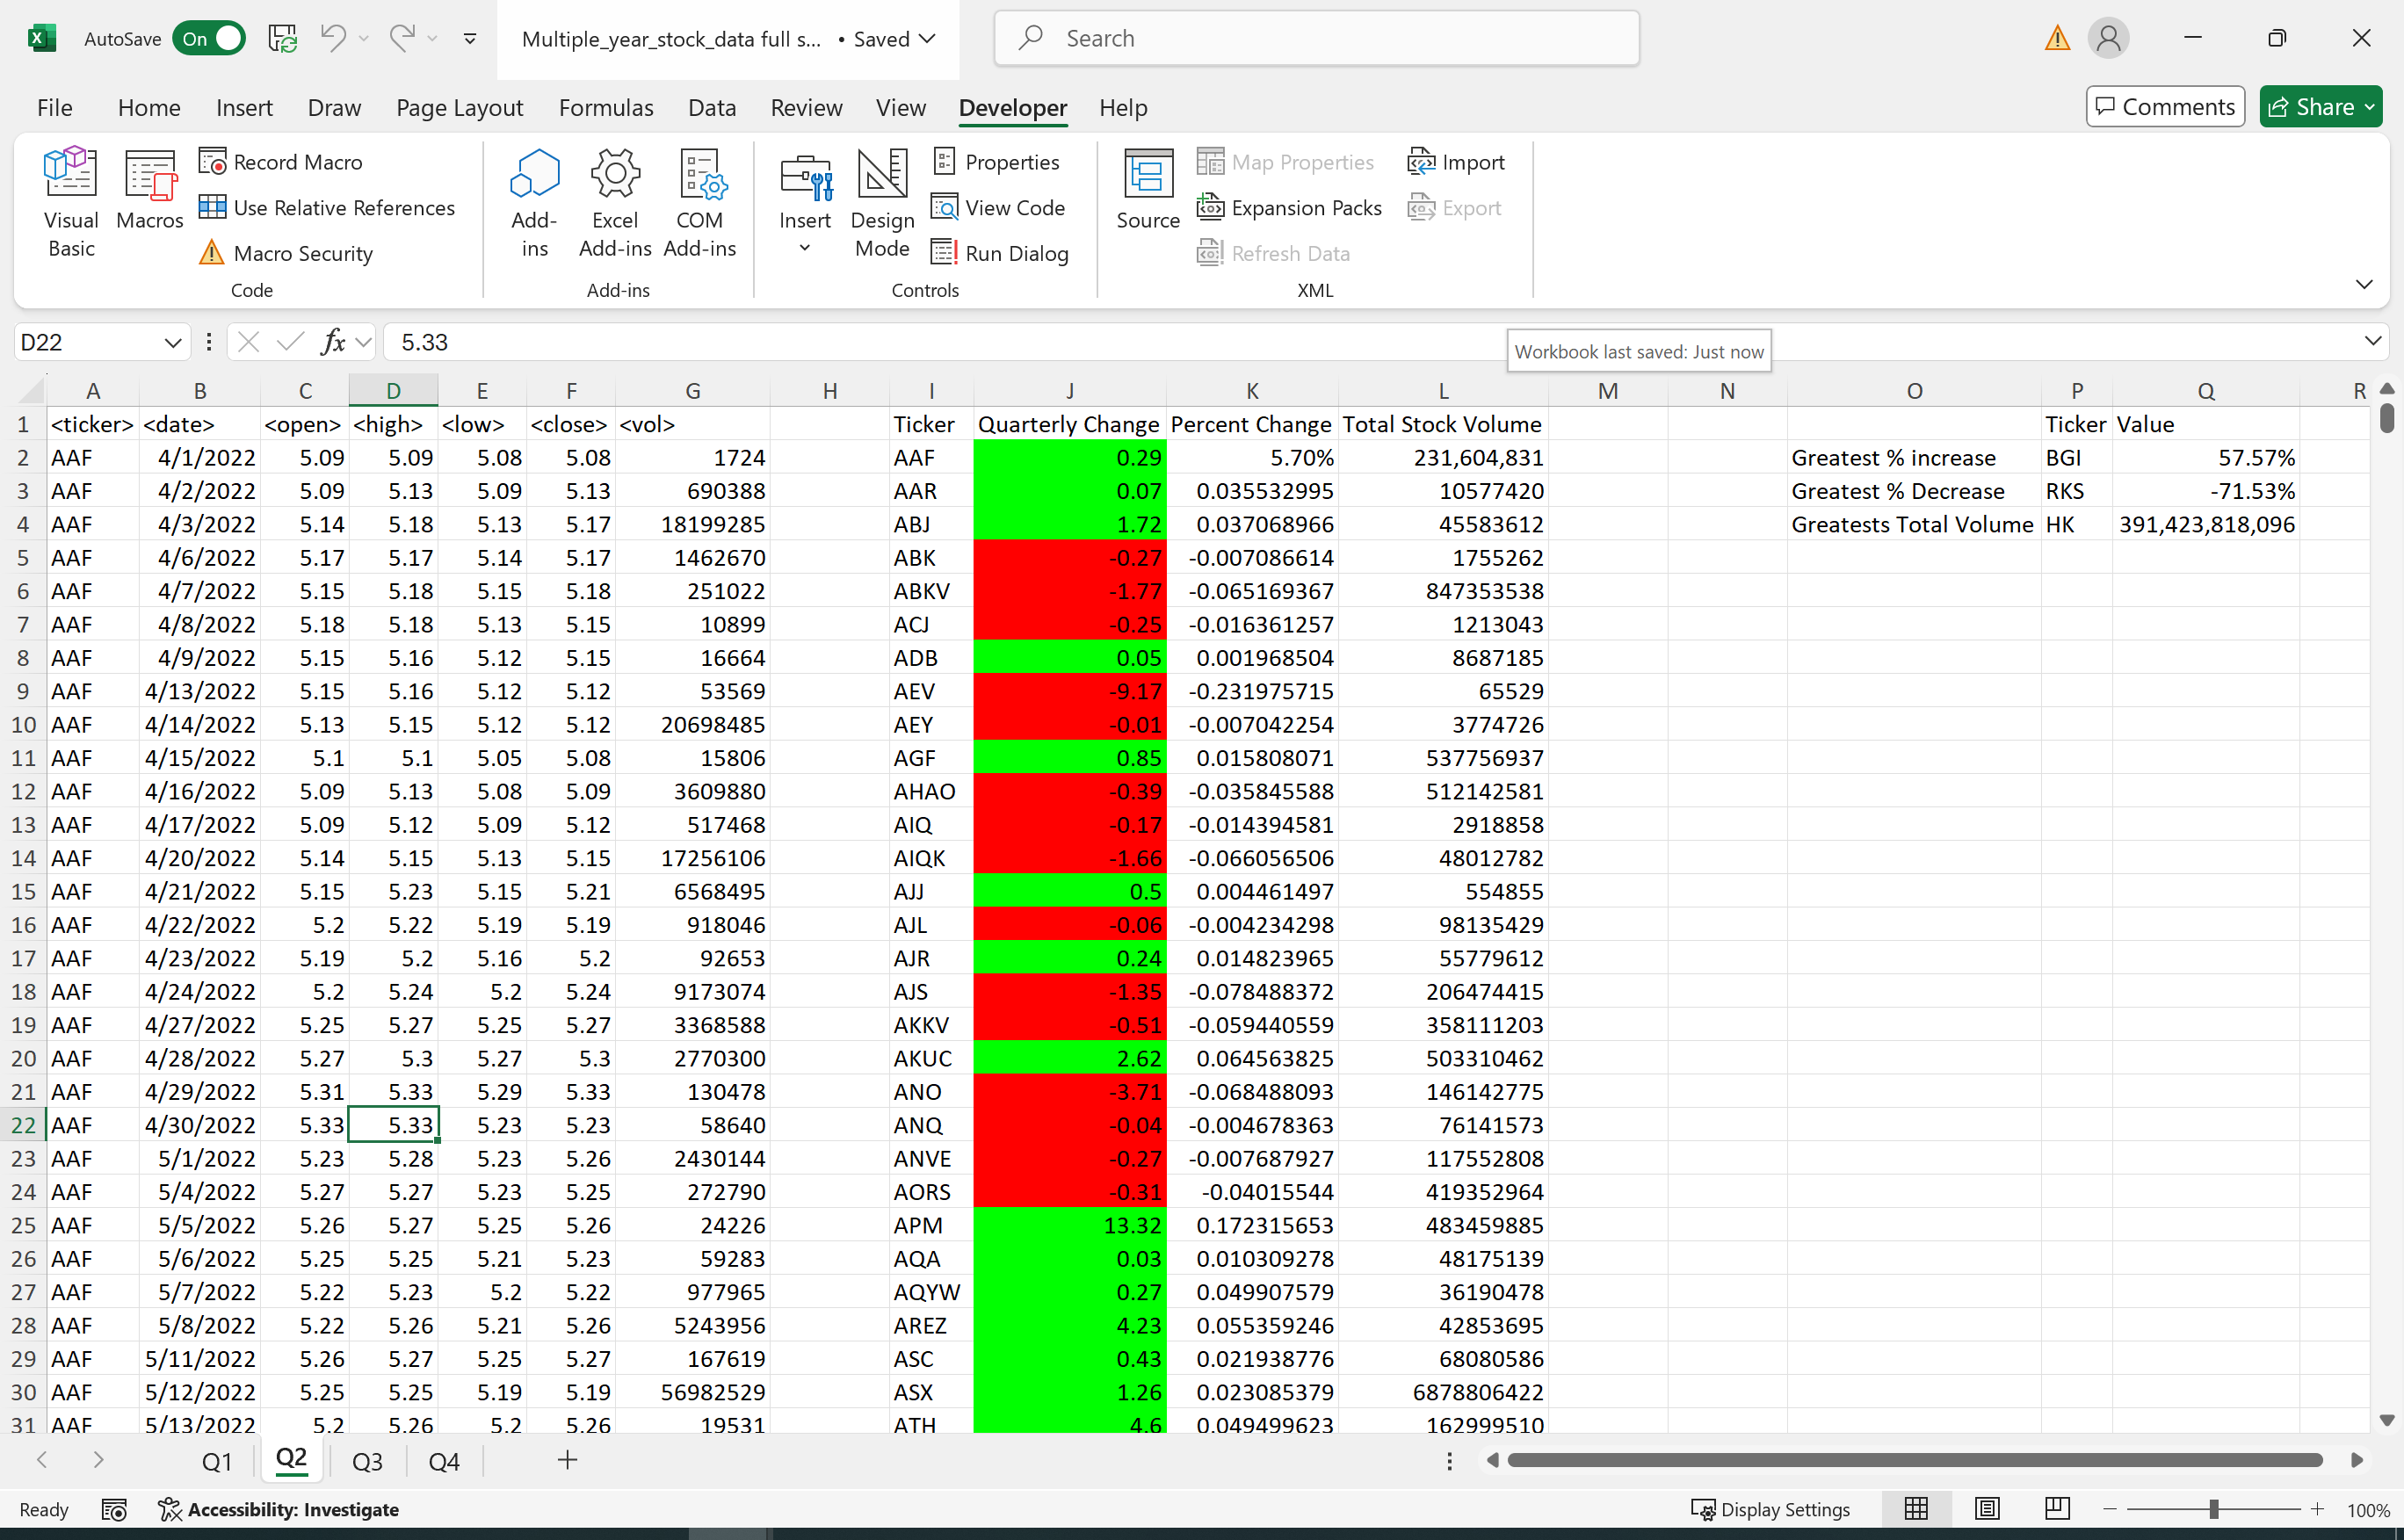 AutoSave On Multiple_year_stock_data full s... • Saved Search
File Home Insert Draw Page Layout Formulas Data Review View Developer Help Comments Share
Visual Basic
Macros
Record Macro
Use Relative References
Macro Security
Code
Add-ins
Excel Add-ins
COM Add-ins
Add-ins
Insert
Design Mode
Properties
View Code
Run Dialog
Controls
Source
Map Properties
Expansion Packs
Refresh Data
Import
Export
XML
D22 fx 5.33
Workbook last saved: Just now
A B C D E F G H I J K L M N O P Q R
1 <ticker> <date> <open> <high> <low> <close> <vol> Ticker Quarterly Change Percent Change Total Stock Volume Ticker Value
2 AAF 4/1/2022 5.09 5.09 5.08 5.08 1724 AAF 0.29 5.70% 231,604,831 Greatest % increase BGI 57.57%
3 AAF 4/2/2022 5.09 5.13 5.09 5.13 690388 AAR 0.07 0.035532995 10577420 Greatest % Decrease RKS -71.53%
4 AAF 4/3/2022 5.14 5.18 5.13 5.17 18199285 ABJ 1.72 0.037068966 45583612 Greatests Total Volume HK 391,423,818,096
5 AAF 4/6/2022 5.17 5.17 5.14 5.17 1462670 ABK -0.27 -0.007086614 1755262
6 AAF 4/7/2022 5.15 5.18 5.15 5.18 251022 ABKV -1.77 -0.065169367 847353538
7 AAF 4/8/2022 5.18 5.18 5.13 5.15 10899 ACJ -0.25 -0.016361257 1213043
8 AAF 4/9/2022 5.15 5.16 5.12 5.15 16664 ADB 0.05 0.001968504 8687185
9 AAF 4/13/2022 5.15 5.16 5.12 5.12 53569 AEV -9.17 -0.231975715 65529
10 AAF 4/14/2022 5.13 5.15 5.12 5.12 20698485 AEY -0.01 -0.007042254 3774726
11 AAF 4/15/2022 5.1 5.1 5.05 5.08 15806 AGF 0.85 0.015808071 537756937
12 AAF 4/16/2022 5.09 5.13 5.08 5.09 3609880 AHAO -0.39 -0.035845588 512142581
13 AAF 4/17/2022 5.09 5.12 5.09 5.12 517468 AIQ -0.17 -0.014394581 2918858
14 AAF 4/20/2022 5.14 5.15 5.13 5.15 17256106 AIQK -1.66 -0.066056506 48012782
15 AAF 4/21/2022 5.15 5.23 5.15 5.21 6568495 AJJ 0.5 0.004461497 554855
16 AAF 4/22/2022 5.2 5.22 5.19 5.19 918046 AJL -0.06 -0.004234298 98135429
17 AAF 4/23/2022 5.19 5.2 5.16 5.2 92653 AJR 0.24 0.014823965 55779612
18 AAF 4/24/2022 5.2 5.24 5.2 5.24 9173074 AJS -1.35 -0.078488372 206474415
19 AAF 4/27/2022 5.25 5.27 5.25 5.27 3368588 AKKV -0.51 -0.059440559 358111203
20 AAF 4/28/2022 5.27 5.3 5.27 5.3 2770300 AKUC 2.62 0.064563825 503310462
21 AAF 4/29/2022 5.31 5.33 5.29 5.33 130478 ANO -3.71 -0.068488093 146142775
22 AAF 4/30/2022 5.33 5.33 5.23 5.23 58640 ANQ -0.04 -0.004678363 76141573
23 AAF 5/1/2022 5.23 5.28 5.23 5.26 2430144 ANVE -0.27 -0.007687927 117552808
24 AAF 5/4/2022 5.27 5.27 5.23 5.25 272790 AORS -0.31 -0.04015544 419352964
25 AAF 5/5/2022 5.26 5.27 5.25 5.26 24226 APM 13.32 0.172315653 483459885
26 AAF 5/6/2022 5.25 5.25 5.21 5.23 59283 AQA 0.03 0.010309278 48175139
27 AAF 5/7/2022 5.22 5.23 5.2 5.22 977965 AQYW 0.27 0.049907579 36190478
28 AAF 5/8/2022 5.22 5.26 5.21 5.26 5243956 AREZ 4.23 0.055359246 42853695
29 AAF 5/11/2022 5.26 5.27 5.25 5.27 167619 ASC 0.43 0.021938776 68080586
30 AAF 5/12/2022 5.25 5.25 5.19 5.19 56982529 ASX 1.26 0.023085379 6878806422
31 AAF 5/13/2022 5.2 5.26 5.2 5.26 19531 ATH 4.6 0.049499623 162999510
Q1 Q2 Q3 Q4
Ready Accessibility: Investigate Display Settings 100%